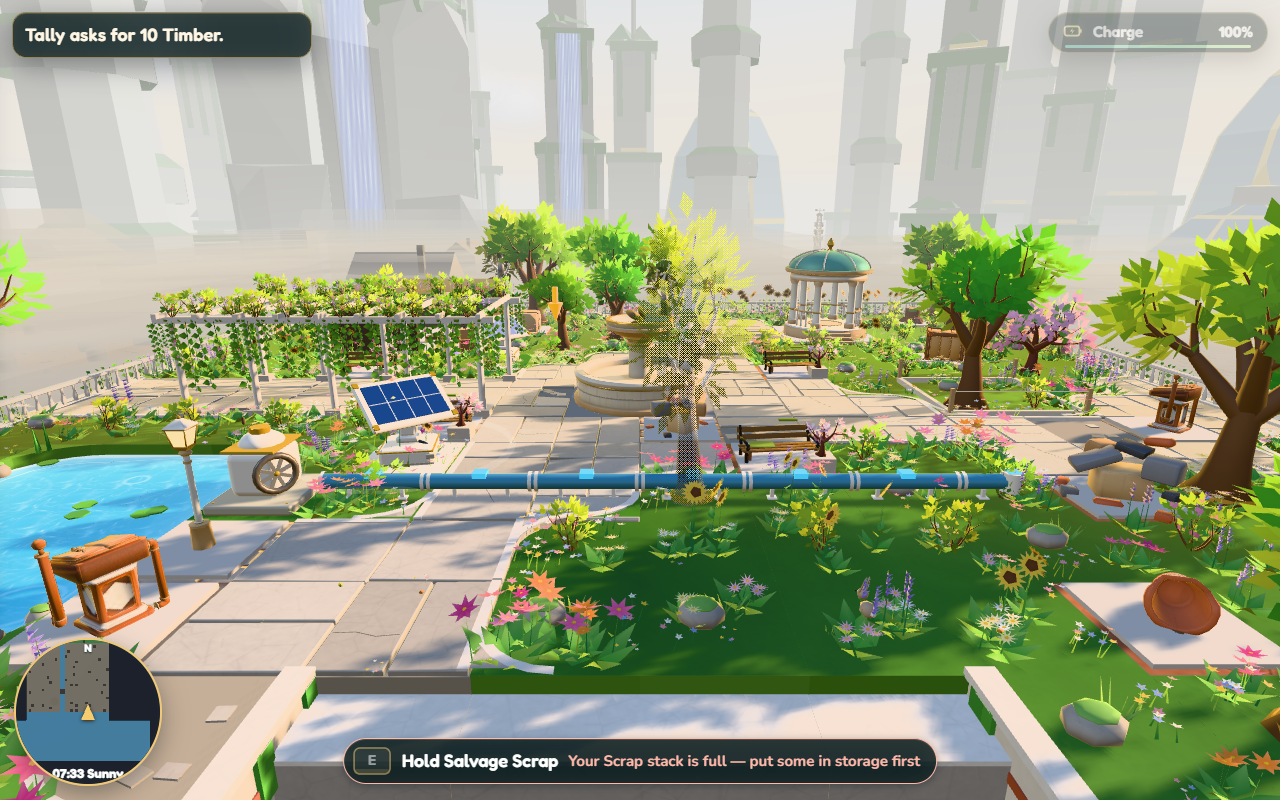 Tally asks for 10 Timber.
Charge 100%
N
07:33 Sunny
E Hold Salvage Scrap Your Scrap stack is full — put some in storage first